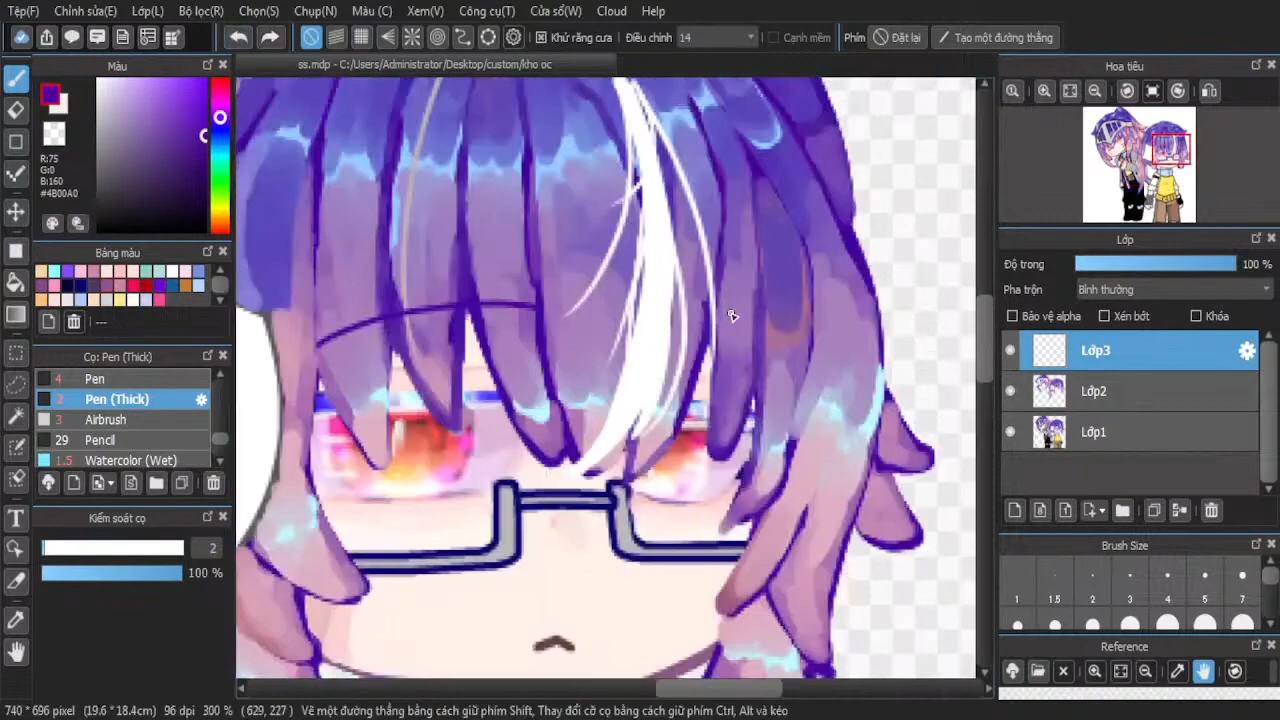 Tệp(F) Chỉnh sửa(E) Lớp(L) Bộ lọc(R) Chọn(S) Chụp(N) Màu (C) Xem(V) Công cụ(T) Cửa sổ(W) Cloud Help
Khử răng cưa Điều chỉnh 14 Cạnh mềm Phím Đặt lại Tạo một đường thẳng
Màu
ss.mdp - C:/Users/Administrator/Desktop/custom/kho oc
Hoa tiêu
R:75
G:0
B:160
#4B00A0
Bảng màu
---
Cọ: Pen (Thick)
4 Pen
2 Pen (Thick)
3 Airbrush
29 Pencil
1.5 Watercolor (Wet)
Kiểm soát cọ
2
100 %
Lớp
Độ trong 100 %
Pha trộn Bình thường
Bảo vệ alpha Xén bớt Khóa
Lớp3
Lớp2
Lớp1
Brush Size
1 1.5 2 3 4 5 7
Reference
740 * 696 pixel (19.6 * 18.4cm) 96 dpi 300 % ( 629, 227 ) Vẽ một đường thẳng bằng cách giữ phím Shift, Thay đổi cỡ cọ bằng cách giữ phím Ctrl, Alt và kéo